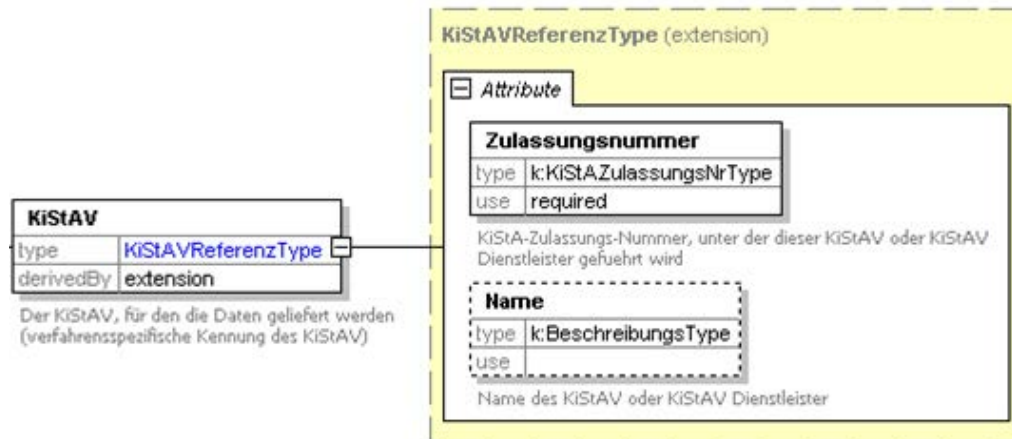 KiStAVReferenzType (extension)
Attribute
Zulassungsnummer
type k:KiStAZulassungsNrType
use required
KiStA-Zulassungs-Nummer, unter der dieser KiStAV oder KiStAV
Dienstleister gefuehrt wird
KiStAV
type KiStAVReferenzType
derivedBy extension
Der KiStAV, für den die Daten geliefert werden
(verfahrensspezifische Kennung des KiStAV)
Name
type k:BeschreibungsType
use
Name des KiStAV oder KiStAV Dienstleister